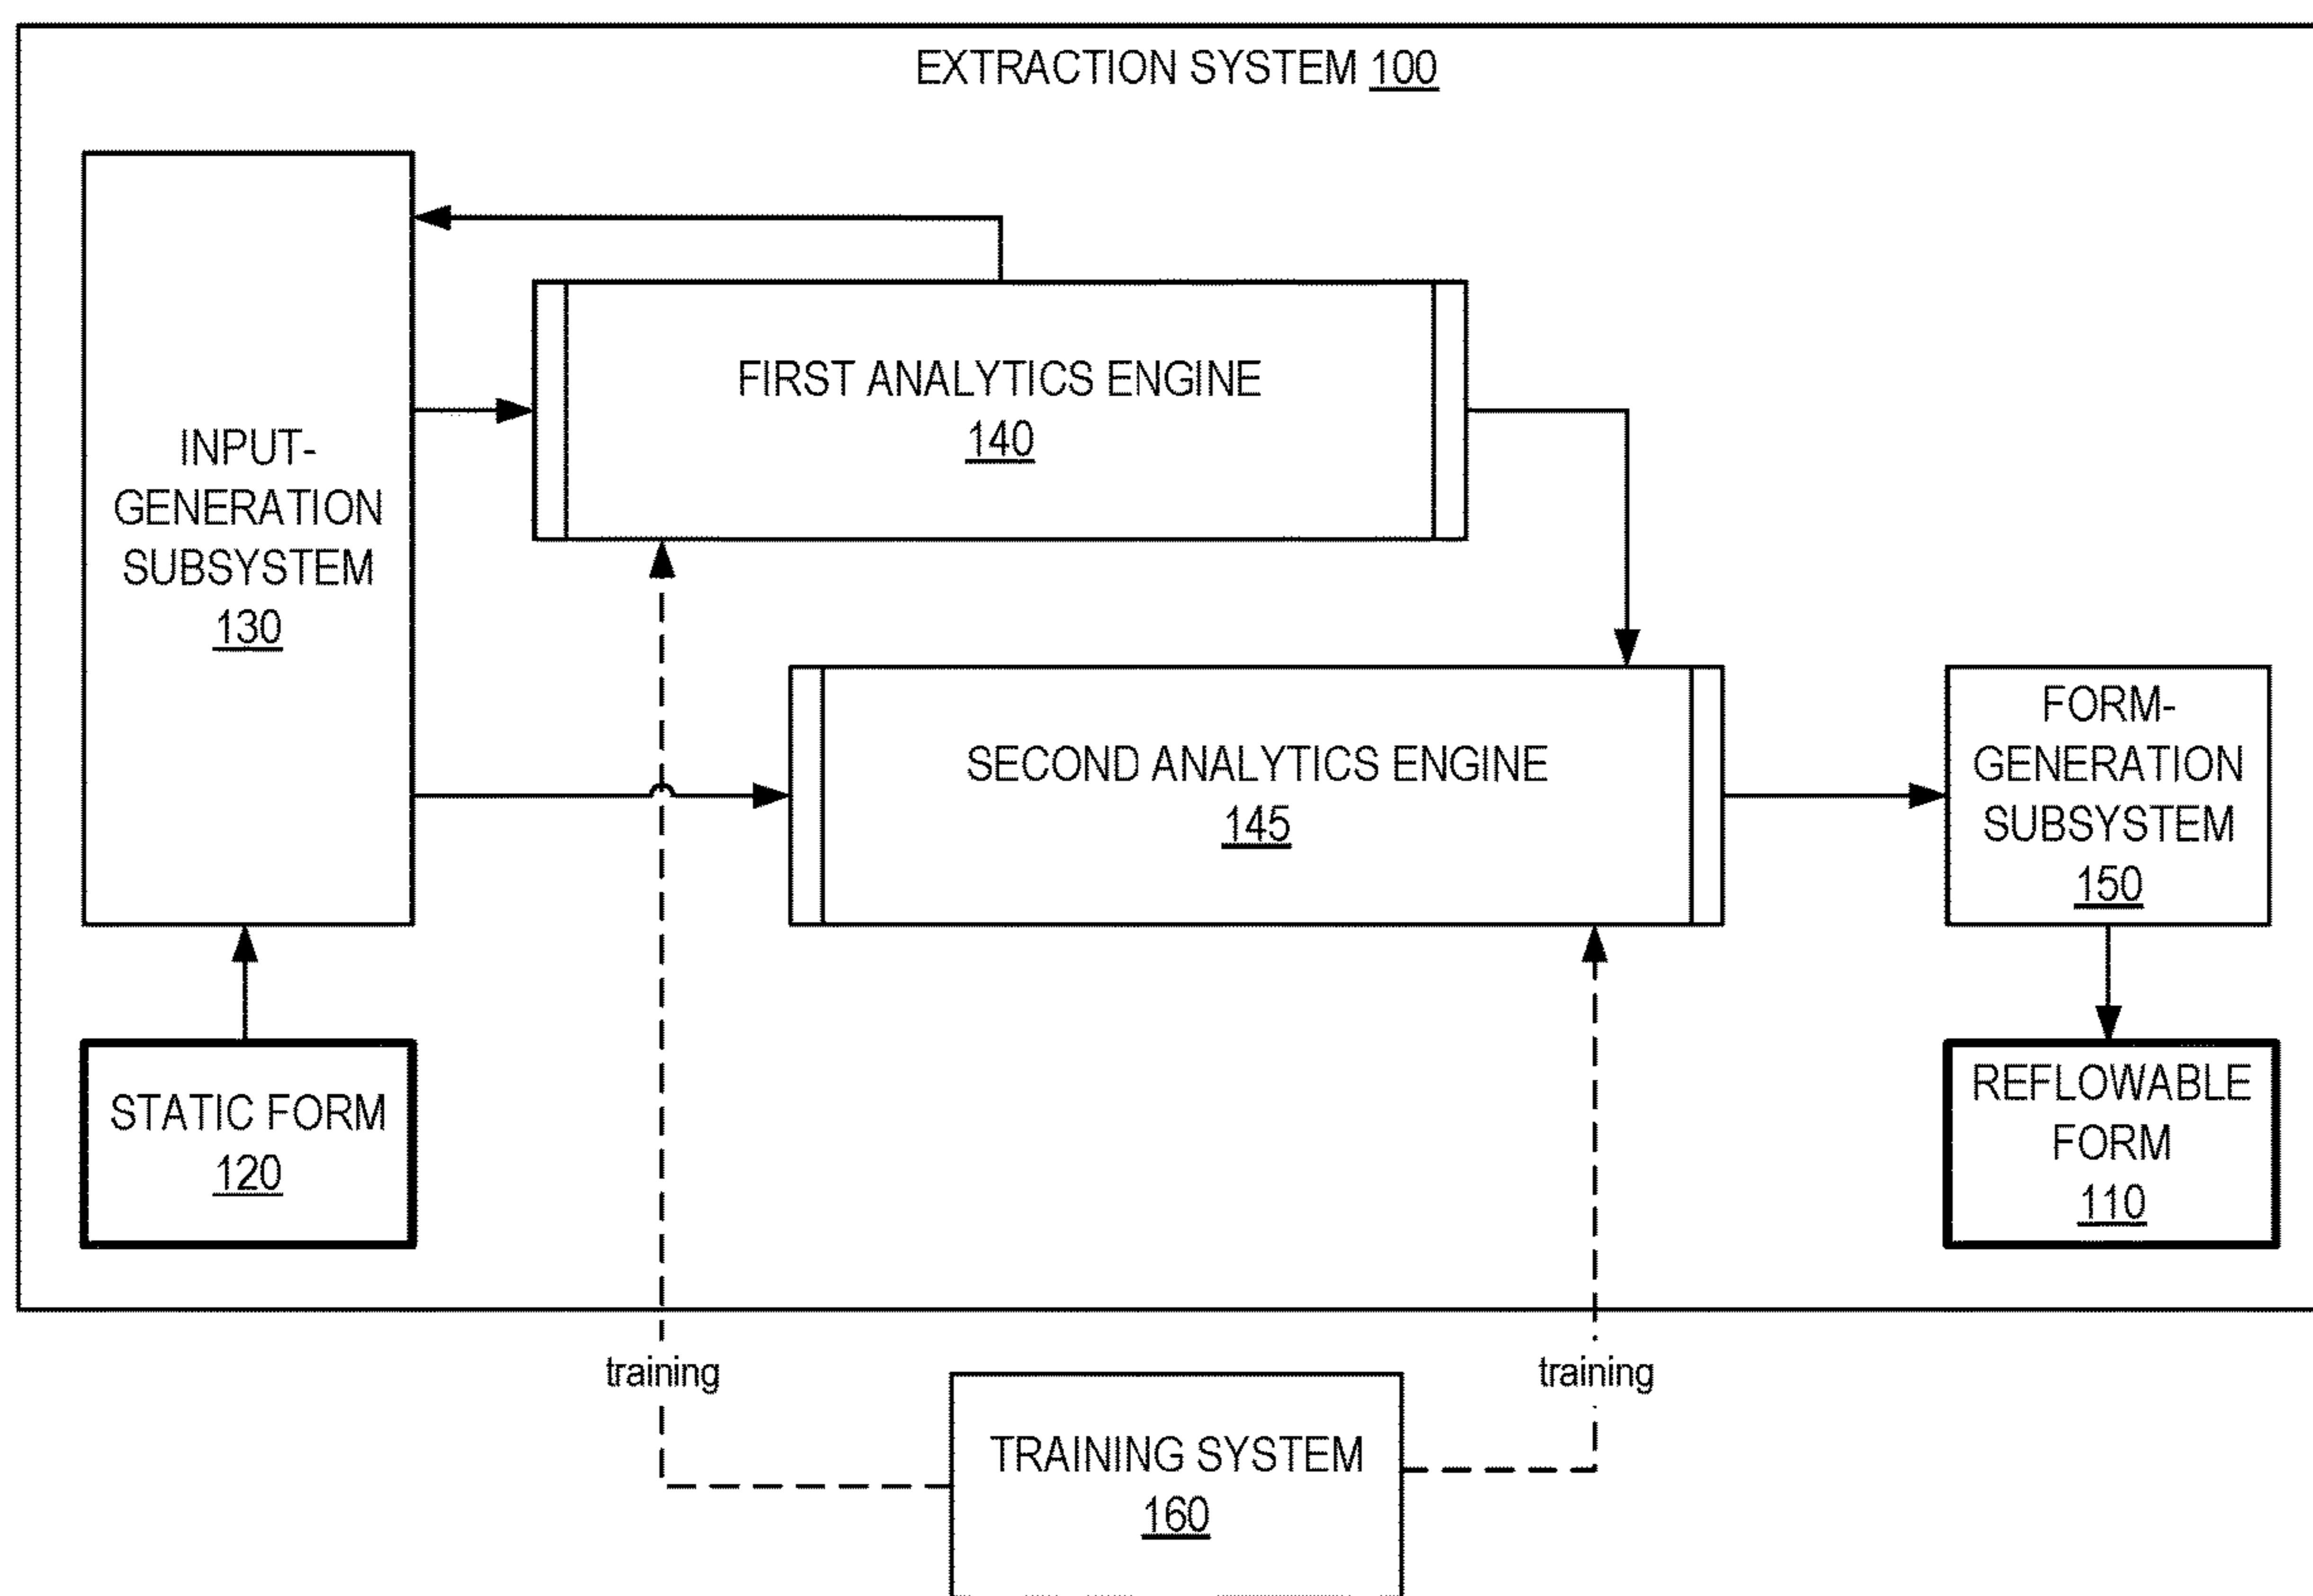 EXTRACTION SYSTEM 100
INPUT-
GENERATION
SUBSYSTEM
130
FIRST ANALYTICS ENGINE
140
SECOND ANALYTICS ENGINE
145
FORM-
GENERATION
SUBSYSTEM
150
STATIC FORM
120
REFLOWABLE
FORM
110
training
training
TRAINING SYSTEM
160